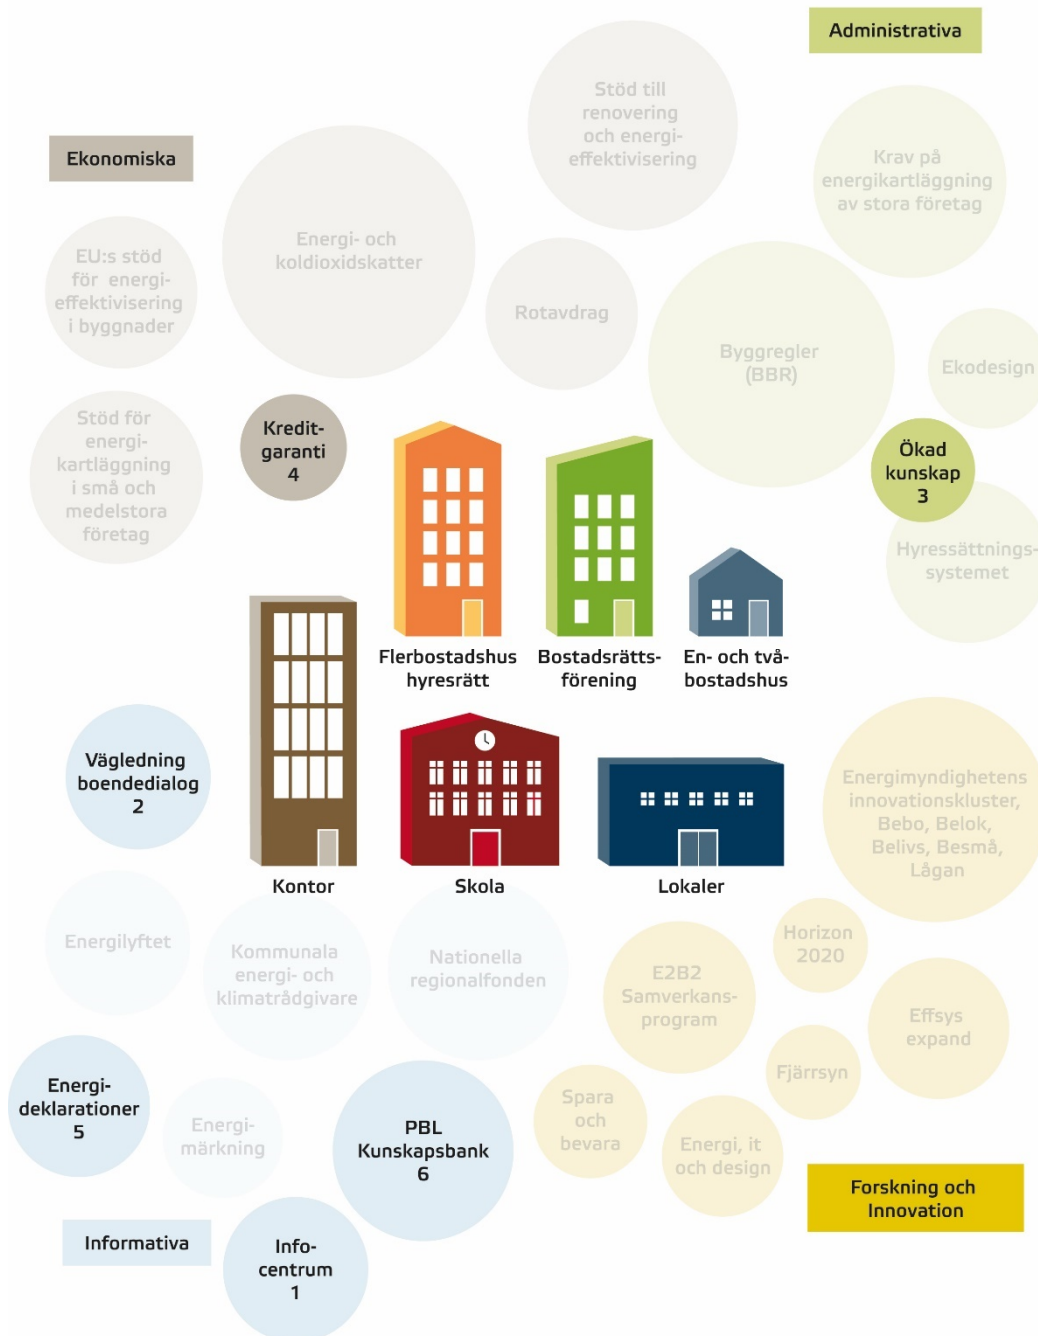 Administrativa
Stöd till
renovering
och energi-
effektivisering
Ekonomiska
Krav på
energikartläggning
av stora företag
EU:s stöd
för energi-
effektivisering
i byggnader
Energi- och
koldioxidskatter
Rotavdrag
Byggregler
(BBR)
Ekodesign
Stöd för
energi-
kartläggning
i små och
medelstora
företag
Kredit-
garanti
4
Ökad
kunskap
3
Hyressättnings-
systemet
Flerbostadshus
hyresrätt
Bostadsrätts-
förening
En- och två-
bostadshus
Vägledning
boendedialog
2
Energimyndighetens
innovationskluster,
Bebo, Belok,
Belivs, Besmå,
Lågan
Kontor
Skola
Lokaler
Energilyftet
Kommunala
energi- och
klimatrådgivare
Nationella
regionalfonden
E2B2
Samverkans-
program
Horizon
2020
Effsys
expand
Fjärrsyn
Energi-
deklarationer
5
Energi-
märkning
PBL
Kunskapsbank
6
Spara
och
bevara
Energi, it
och design
Forskning och
Innovation
Informativa
Info-
centrum
1